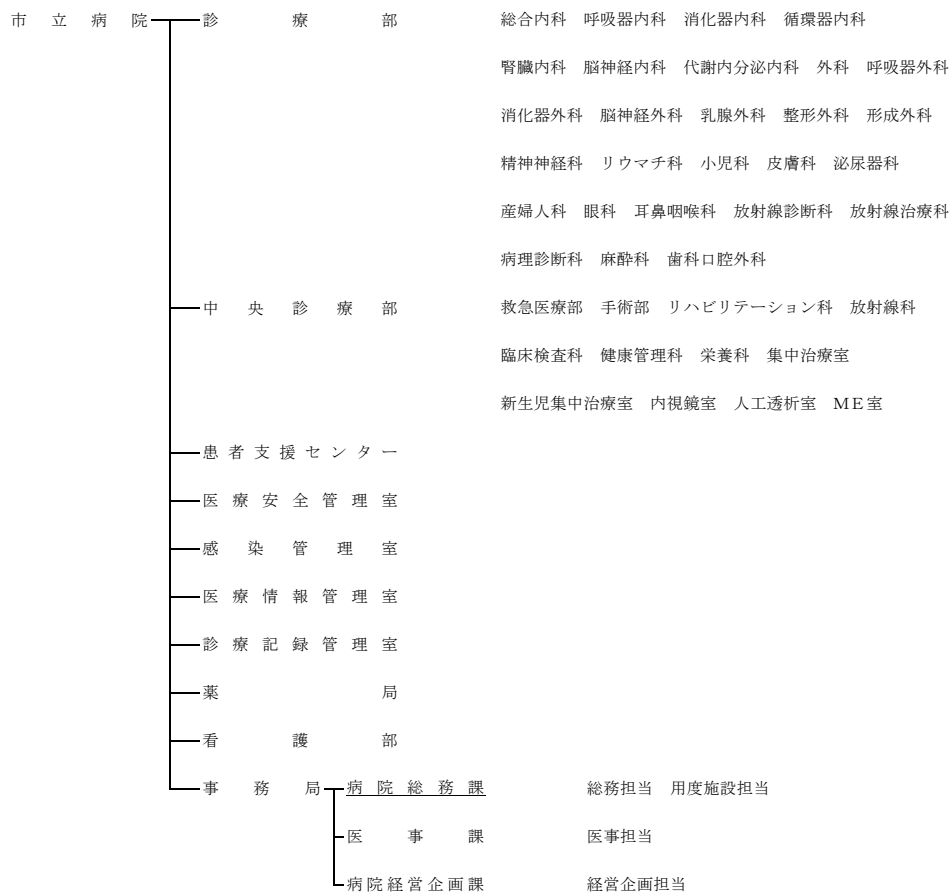 市立病院 診療部 総合内科 呼吸器内科 消化器内科 循環器内科
腎臓内科 脳神経内科 代謝内分泌内科 外科 呼吸器外科
消化器外科 脳神経外科 乳腺外科 整形外科 形成外科
精神神経科 リウマチ科 小児科 皮膚科 泌尿器科
産婦人科 眼科 耳鼻咽喉科 放射線診断科 放射線治療科
病理診断科 麻酔科 歯科口腔外科
中央診療部 救急医療部 手術部 リハビリテーション科 放射線科
臨床検査科 健康管理科 栄養科 集中治療室
新生児集中治療室 内視鏡室 人工透析室 ME室
患者支援センター
医療安全管理室
感染管理室
医療情報管理室
診療記録管理室
薬局
看護部
事務局 病院総務課 総務担当 用度施設担当
医事課 医事担当
病院経営企画課 経営企画担当